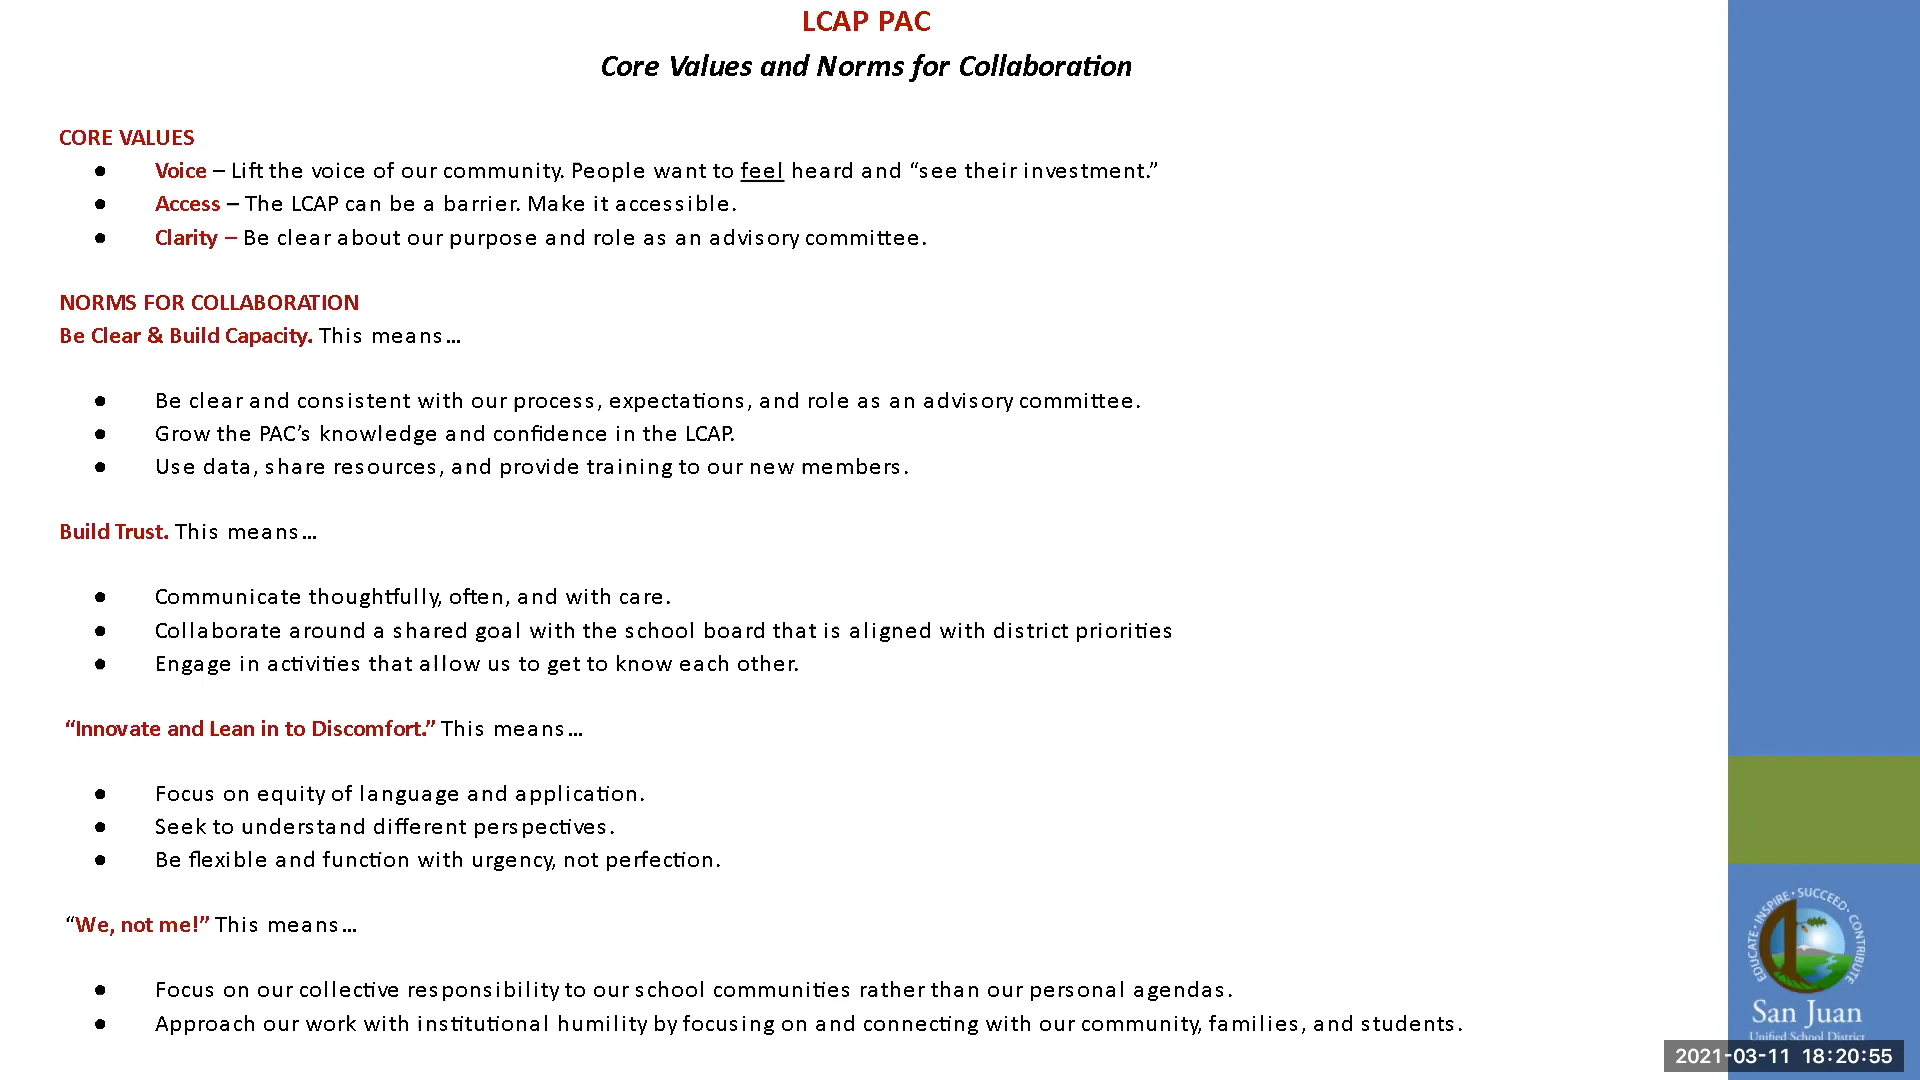 LCAP PAC
Core Values and Norms for Collaboration
CORE VALUES
● Voice – Lift the voice of our community. People want to feel heard and “see their investment.”
● Access – The LCAP can be a barrier. Make it accessible.
● Clarity – Be clear about our purpose and role as an advisory committee.
NORMS FOR COLLABORATION
Be Clear & Build Capacity. This means…
● Be clear and consistent with our process, expectations, and role as an advisory committee.
● Grow the PAC’s knowledge and confidence in the LCAP.
● Use data, share resources, and provide training to our new members.
Build Trust. This means…
● Communicate thoughtfully, often, and with care.
● Collaborate around a shared goal with the school board that is aligned with district priorities
● Engage in activities that allow us to get to know each other.
“Innovate and Lean in to Discomfort.” This means…
● Focus on equity of language and application.
● Seek to understand different perspectives.
● Be flexible and function with urgency, not perfection.
“We, not me!” This means…
● Focus on our collective responsibility to our school communities rather than our personal agendas.
● Approach our work with institutional humility by focusing on and connecting with our community, families, and students.
EDUCATE • INSPIRE • SUCCEED • CONTRIBUTE
San Juan
Unified School District
2021-03-11 18:20:55